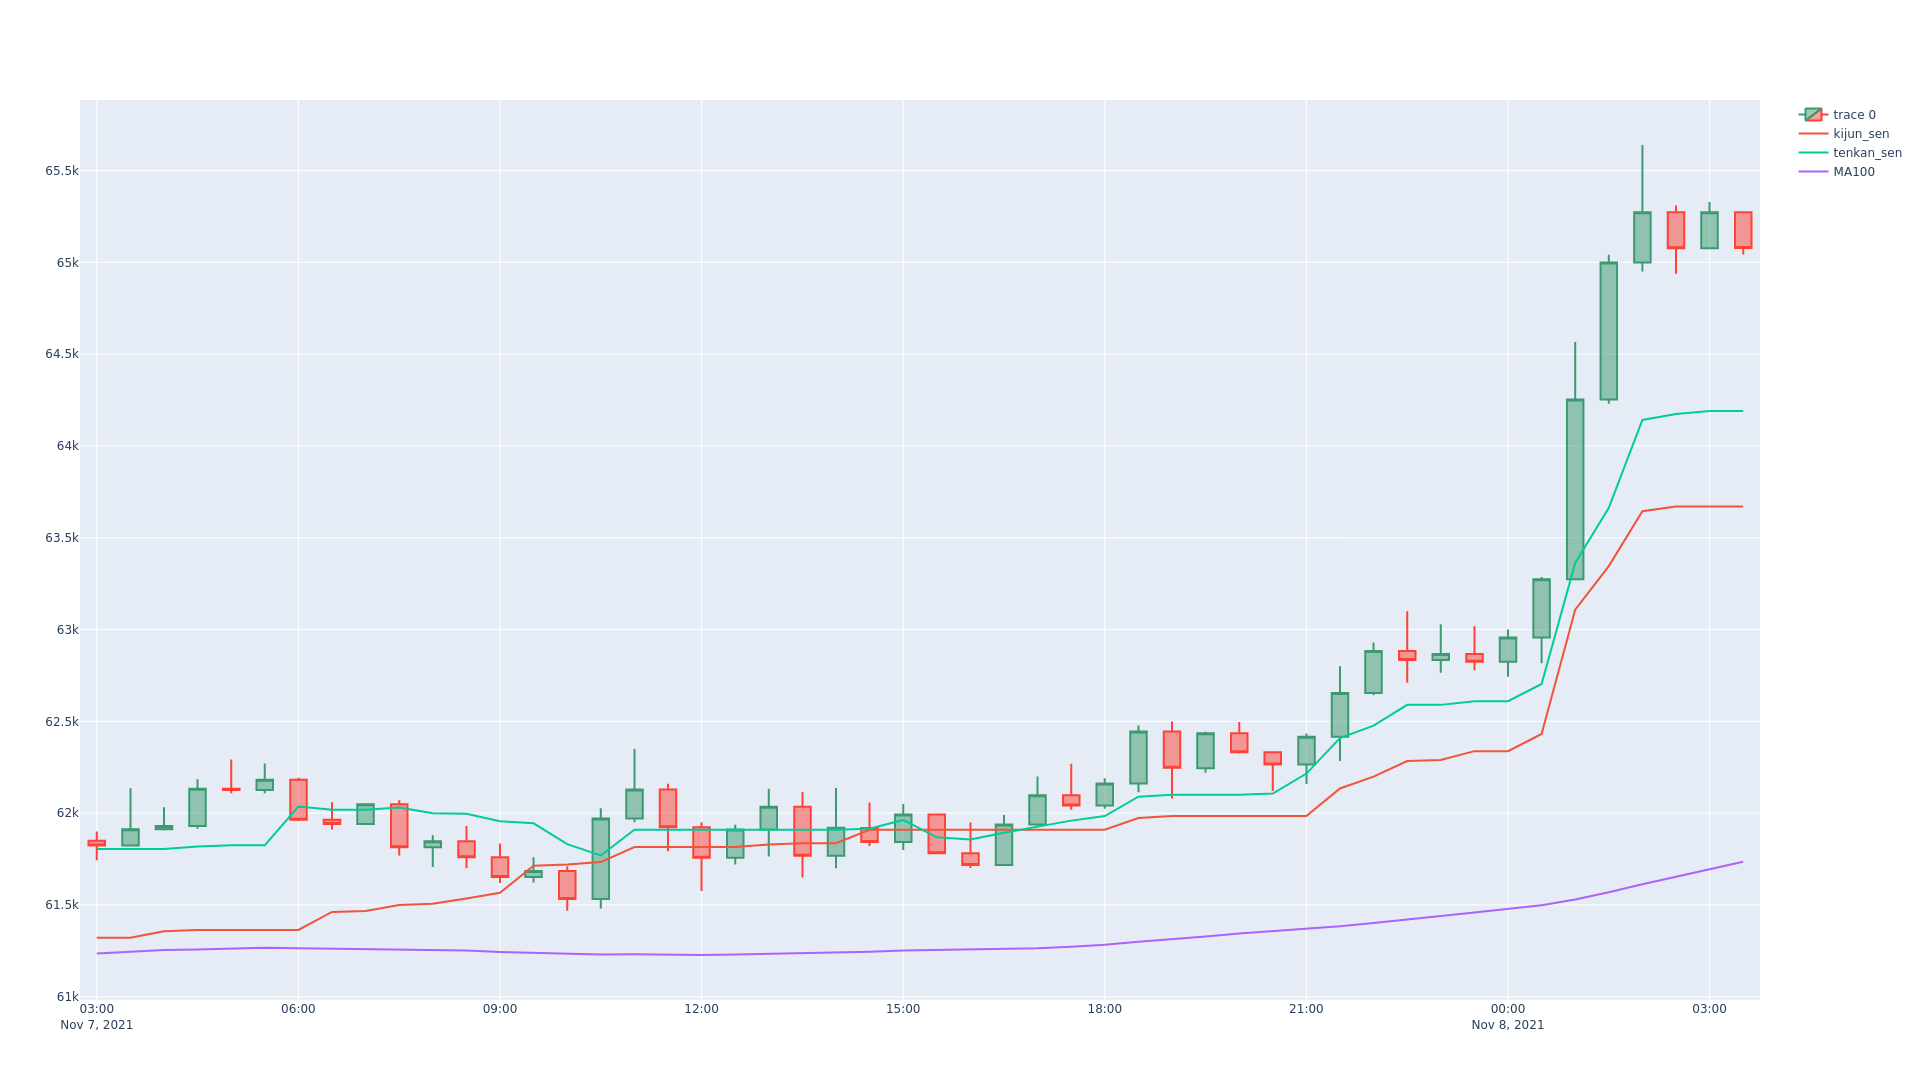 trace 0
kijun_sen
tenkan_sen
MA100
65.5k
65k
64.5k
64k
63.5k
63k
62.5k
62k
61.5k
61k
03:00 06:00 09:00 12:00 15:00 18:00 21:00 00:00 03:00
Nov 7, 2021 Nov 8, 2021